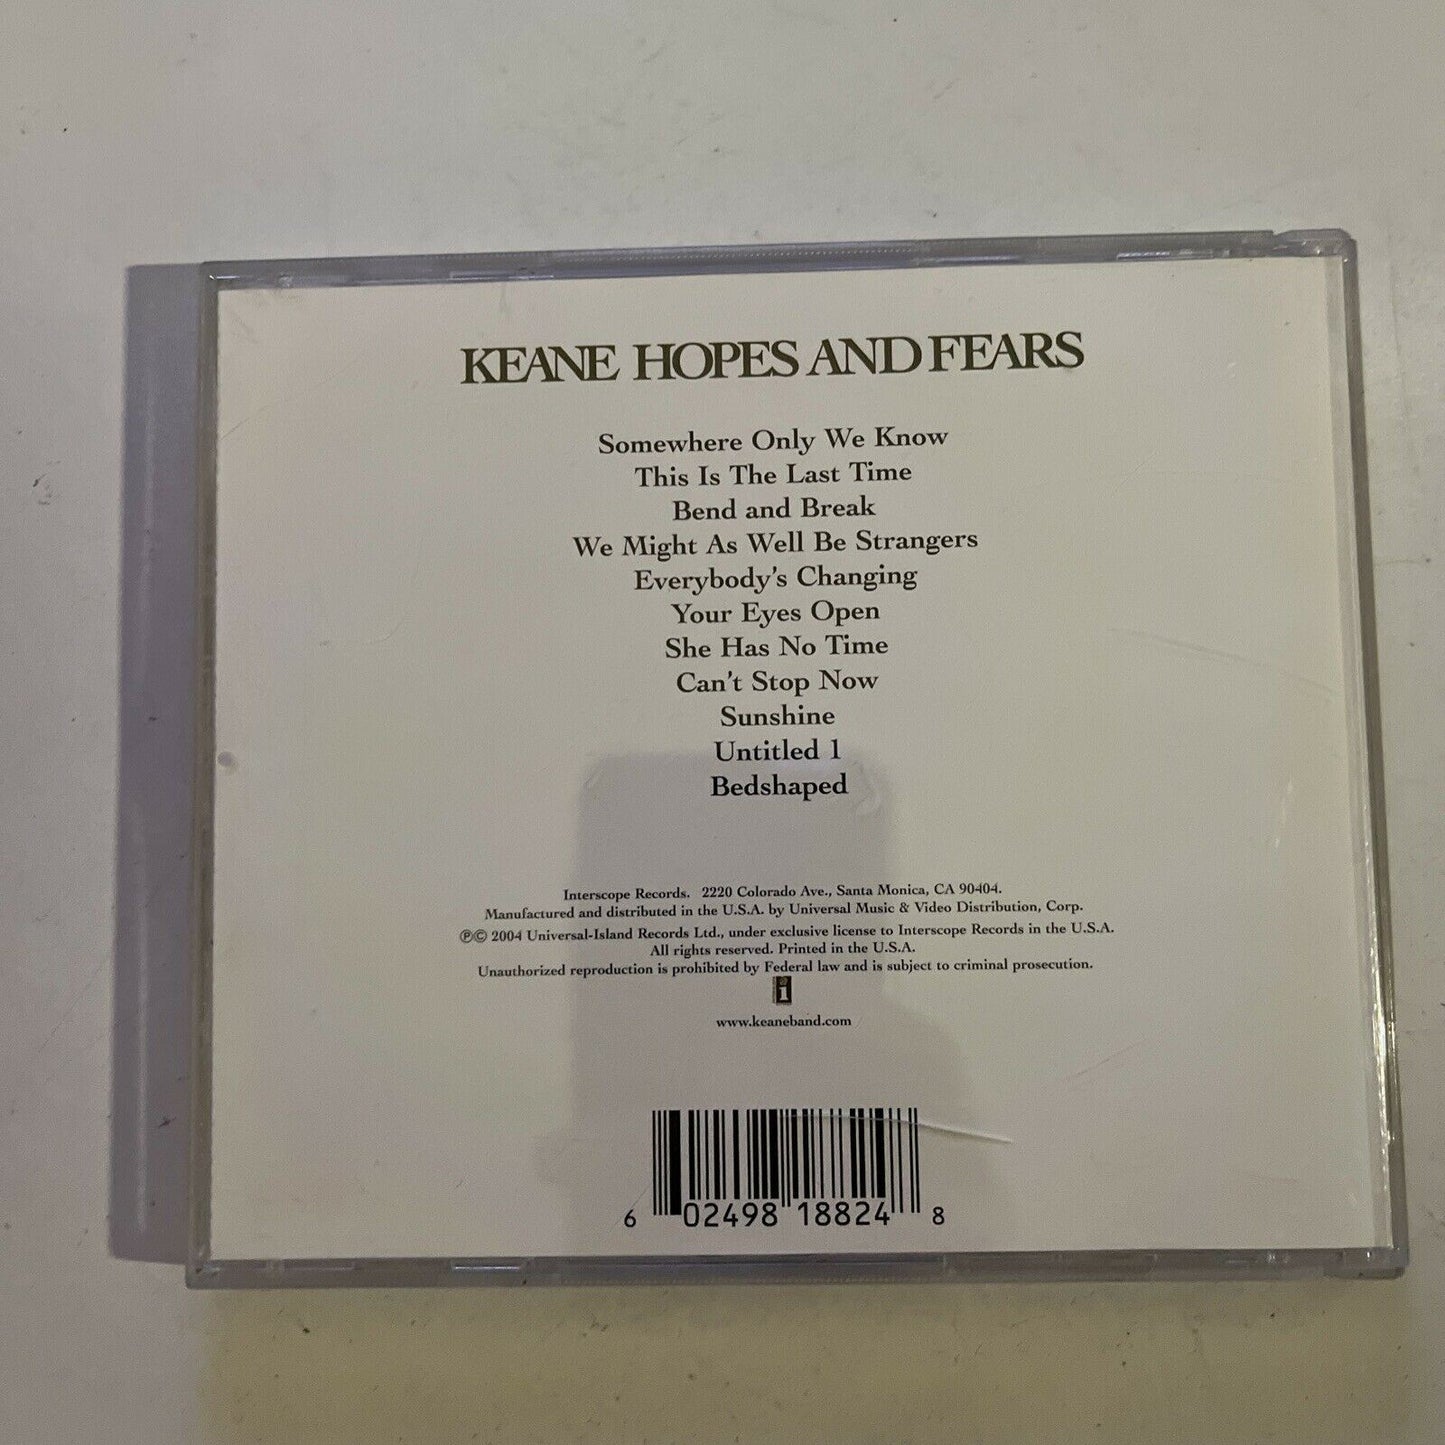 KEANE HOPES AND FEARS
Somewhere Only We Know
This Is The Last Time
Bend and Break
We Might As Well Be Strangers
Everybody's Changing
Your Eyes Open
She Has No Time
Can't Stop Now
Sunshine
Untitled 1
Bedshaped
Interscope Records. 2220 Colorado Ave., Santa Monica, CA 90404.
Manufactured and distributed in the U.S.A. by Universal Music & Video Distribution, Corp.
℗© 2004 Universal-Island Records Ltd., under exclusive license to Interscope Records in the U.S.A.
All rights reserved. Printed in the U.S.A.
Unauthorized reproduction is prohibited by Federal law and is subject to criminal prosecution.
i
www.keaneband.com
6 02498 18824 8